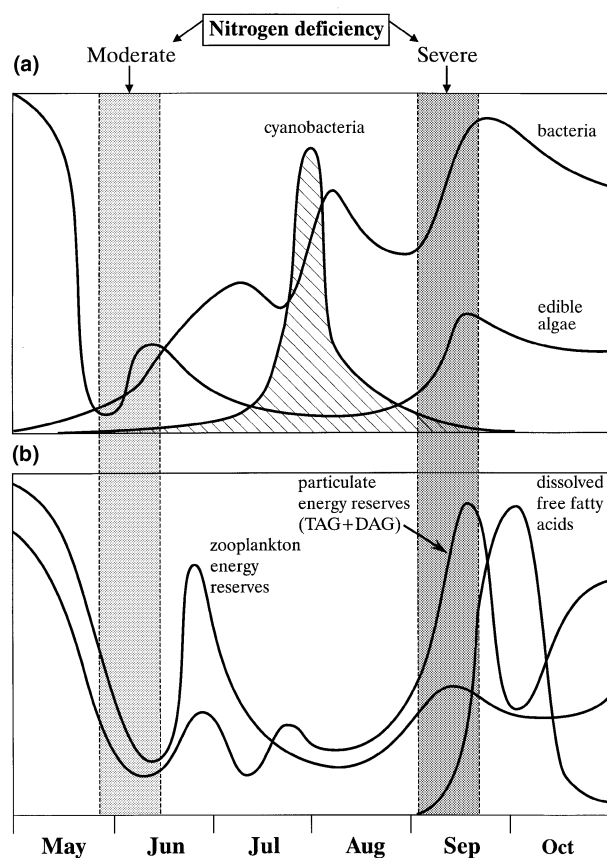 Nitrogen deficiency
Moderate
Severe
(a)
cyanobacteria
bacteria
edible
algae
(b)
particulate
energy reserves
(TAG+DAG)
dissolved
free fatty
acids
zooplankton
energy
reserves
May Jun Jul Aug Sep Oct